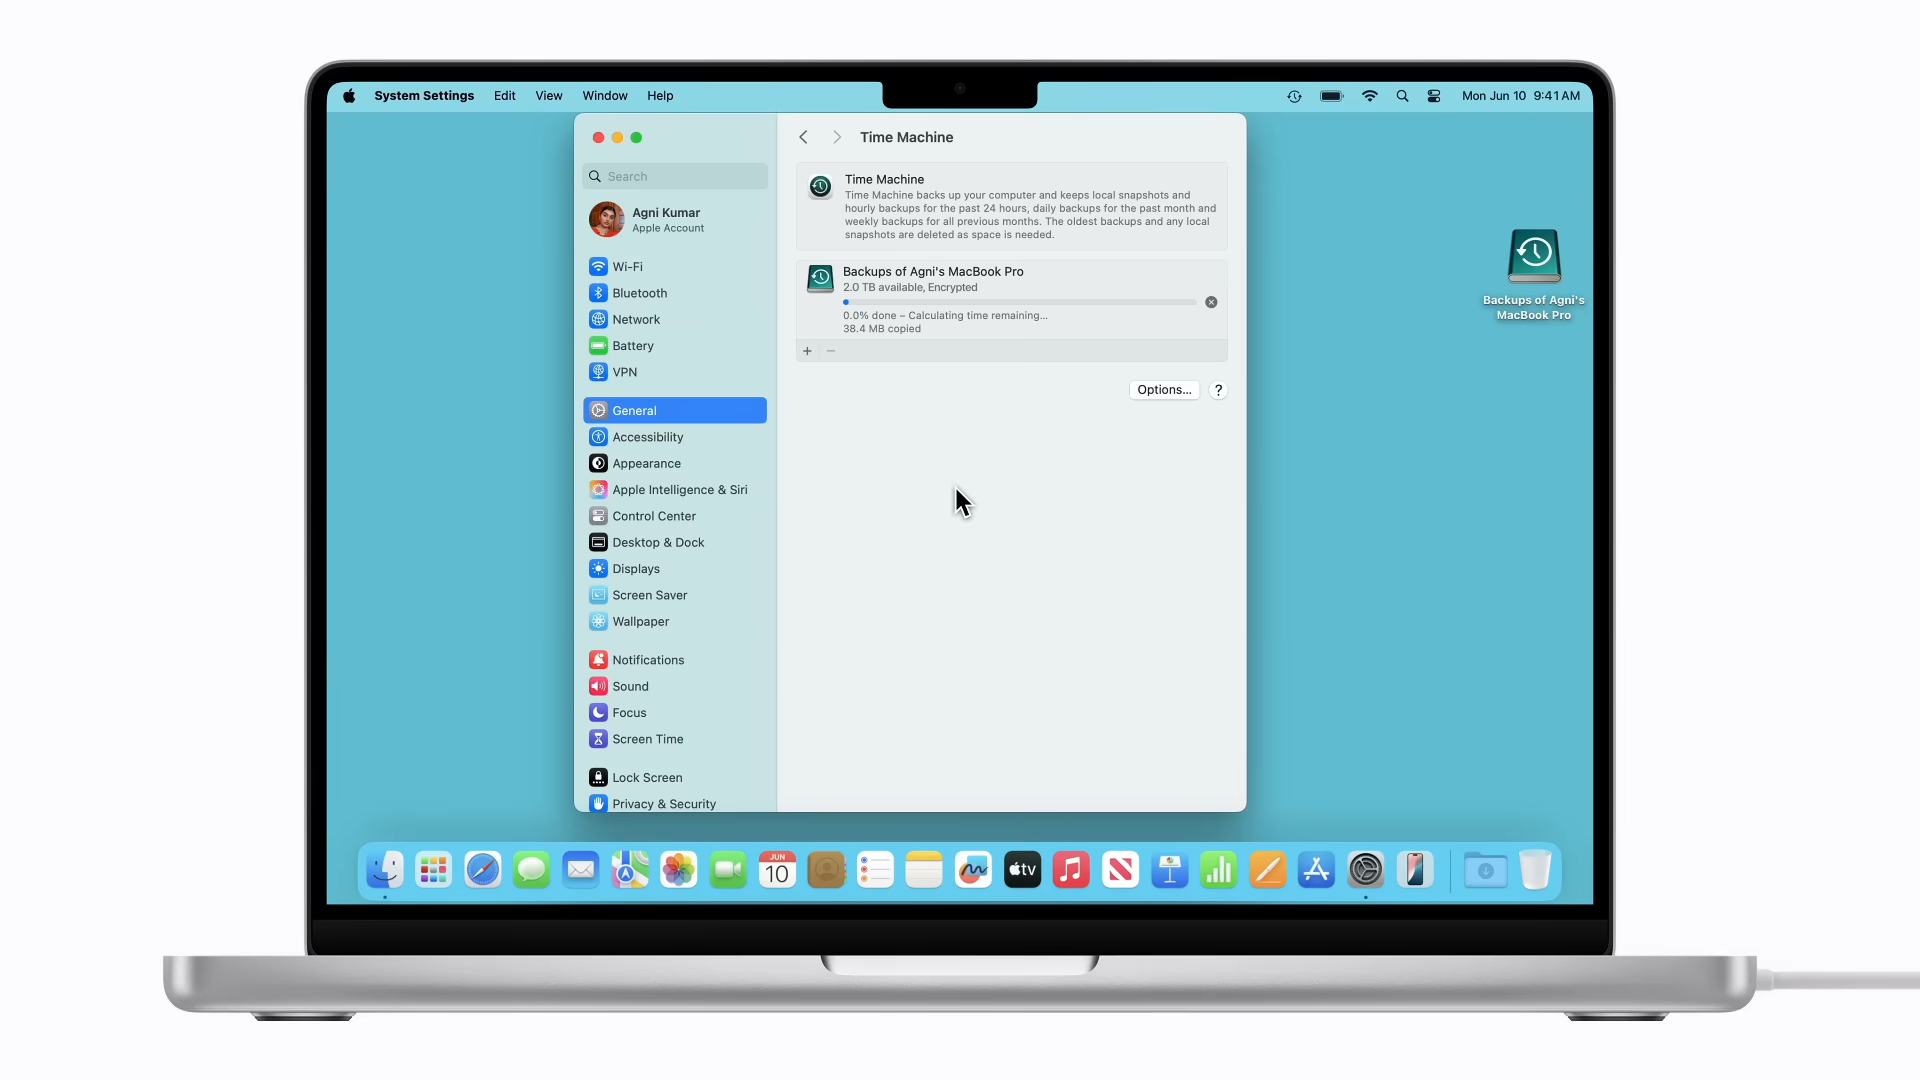 System Settings Edit View Window Help
Mon Jun 10 9:41 AM
Search
Agni Kumar
Apple Account
Wi-Fi
Bluetooth
Network
Battery
VPN
General
Accessibility
Appearance
Apple Intelligence & Siri
Control Center
Desktop & Dock
Displays
Screen Saver
Wallpaper
Notifications
Sound
Focus
Screen Time
Lock Screen
Privacy & Security
Time Machine
Time Machine
Time Machine backs up your computer and keeps local snapshots and
hourly backups for the past 24 hours, daily backups for the past month and
weekly backups for all previous months. The oldest backups and any local
snapshots are deleted as space is needed.
Backups of Agni's MacBook Pro
2.0 TB available, Encrypted
0.0% done – Calculating time remaining...
38.4 MB copied
+ −
Options... ?
Backups of Agni's
MacBook Pro
JUN
10
tv